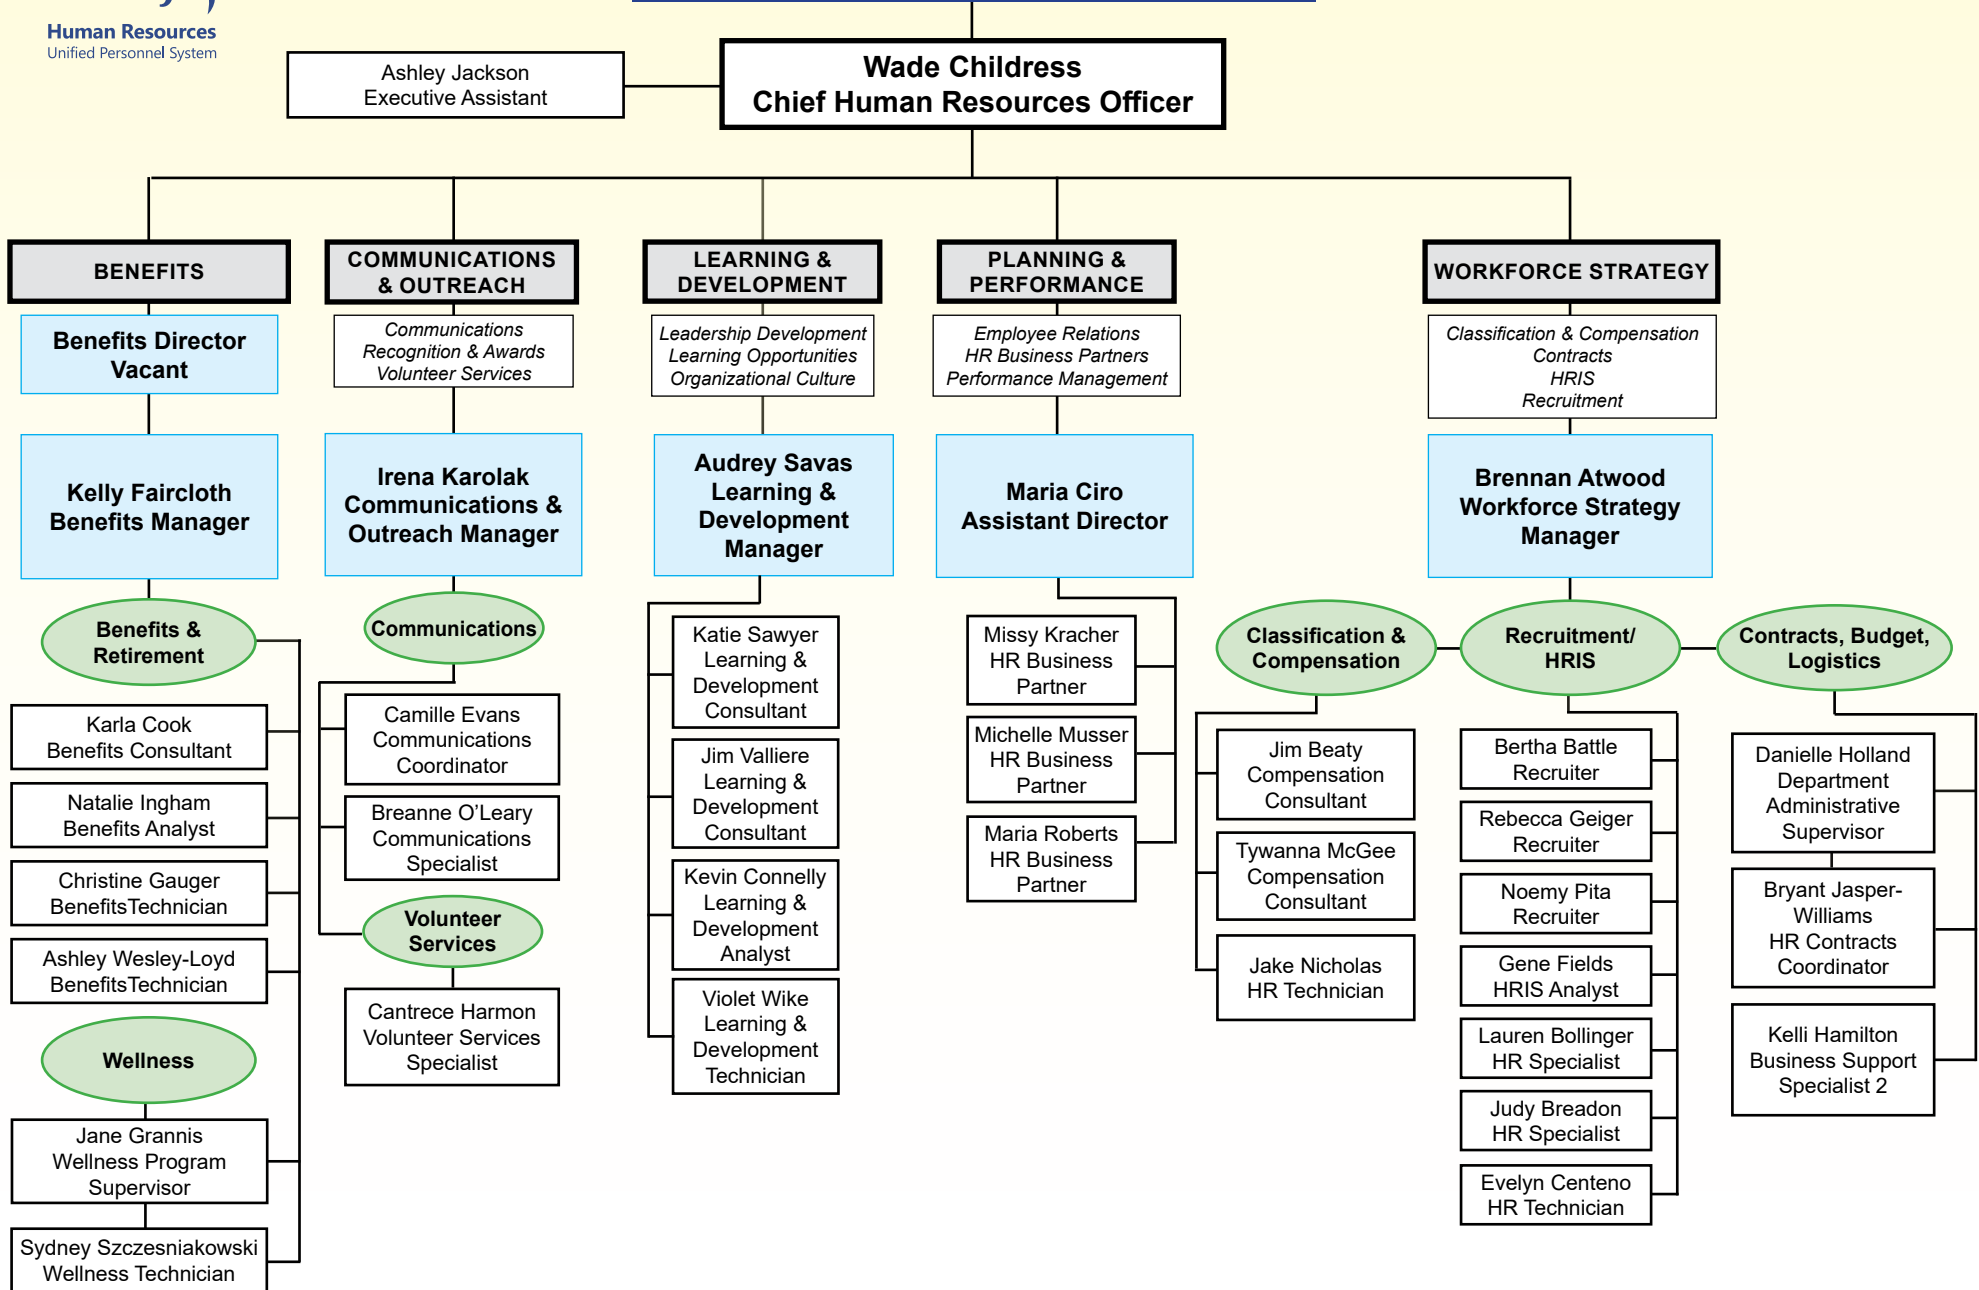 Human Resources
Unified Personnel System
Ashley Jackson
Executive Assistant
Wade Childress
Chief Human Resources Officer
BENEFITS
Benefits Director
Vacant
Kelly Faircloth
Benefits Manager
Benefits &
Retirement
Karla Cook
Benefits Consultant
Natalie Ingham
Benefits Analyst
Christine Gauger
BenefitsTechnician
Ashley Wesley-Loyd
BenefitsTechnician
Wellness
Jane Grannis
Wellness Program
Supervisor
Sydney Szczesniakowski
Wellness Technician
COMMUNICATIONS
& OUTREACH
Communications
Recognition & Awards
Volunteer Services
Irena Karolak
Communications &
Outreach Manager
Communications
Camille Evans
Communications
Coordinator
Breanne O'Leary
Communications
Specialist
Volunteer
Services
Cantrece Harmon
Volunteer Services
Specialist
LEARNING &
DEVELOPMENT
Leadership Development
Learning Opportunities
Organizational Culture
Audrey Savas
Learning &
Development
Manager
Katie Sawyer
Learning &
Development
Consultant
Jim Valliere
Learning &
Development
Consultant
Kevin Connelly
Learning &
Development
Analyst
Violet Wike
Learning &
Development
Technician
PLANNING &
PERFORMANCE
Employee Relations
HR Business Partners
Performance Management
Maria Ciro
Assistant Director
Missy Kracher
HR Business
Partner
Michelle Musser
HR Business
Partner
Maria Roberts
HR Business
Partner
WORKFORCE STRATEGY
Classification & Compensation
Contracts
HRIS
Recruitment
Brennan Atwood
Workforce Strategy
Manager
Classification &
Compensation
Jim Beaty
Compensation
Consultant
Tywanna McGee
Compensation
Consultant
Jake Nicholas
HR Technician
Recruitment/
HRIS
Bertha Battle
Recruiter
Rebecca Geiger
Recruiter
Noemy Pita
Recruiter
Gene Fields
HRIS Analyst
Lauren Bollinger
HR Specialist
Judy Breadon
HR Specialist
Evelyn Centeno
HR Technician
Contracts, Budget,
Logistics
Danielle Holland
Department
Administrative
Supervisor
Bryant Jasper-
Williams
HR Contracts
Coordinator
Kelli Hamilton
Business Support
Specialist 2